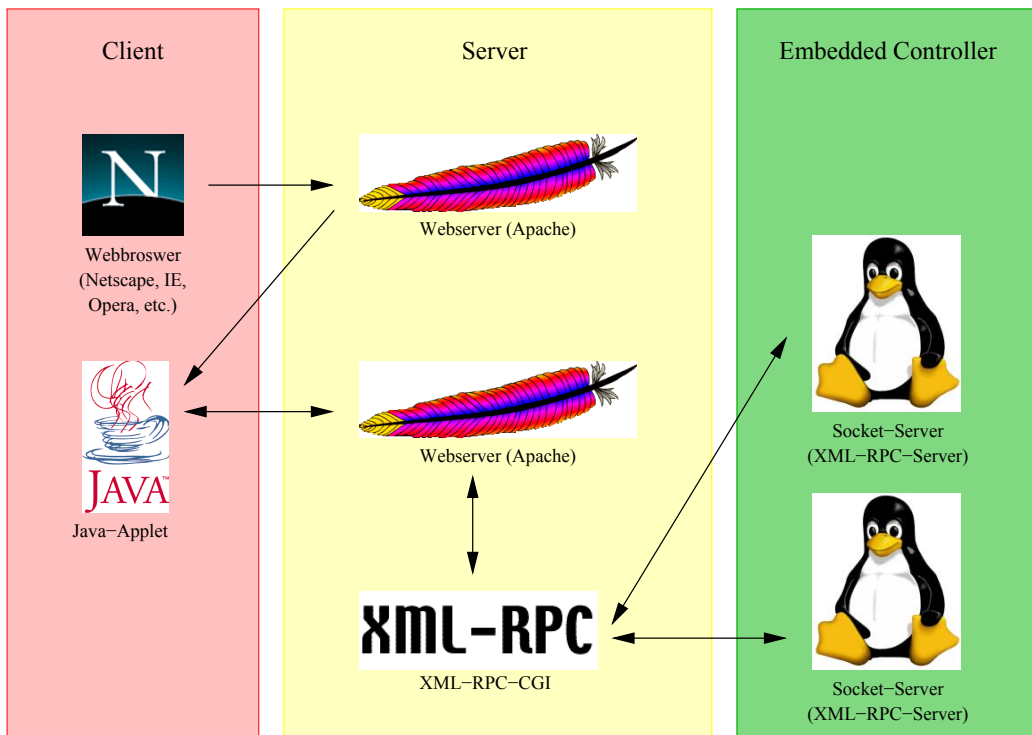 Client
Server
Embedded Controller
N
Webbroswer
(Netscape, IE,
Opera, etc.)
Webserver (Apache)
JAVA™
Java−Applet
Webserver (Apache)
Socket−Server
(XML−RPC−Server)
XML-RPC
XML−RPC−CGI
Socket−Server
(XML−RPC−Server)